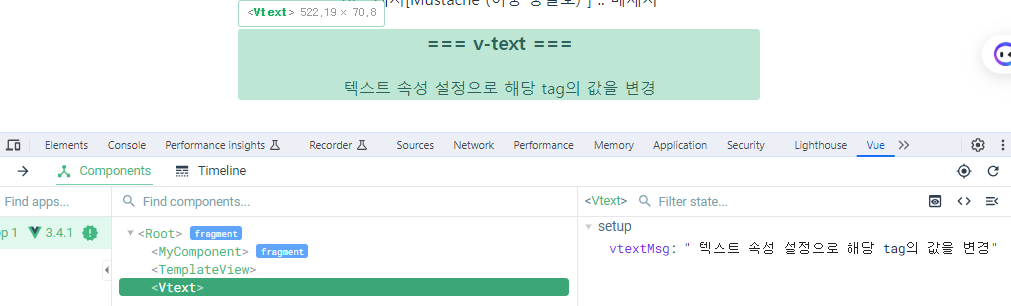 <Vtext> 522,19 × 70,8
메시지
=== v-text ===
텍스트 속성 설정으로 해당 tag의 값을 변경
Elements Console Performance insights Recorder Sources Network Performance Memory Application Security Lighthouse Vue
Components Timeline
Find apps... Find components... <Vtext> Filter state...
pp 1 3.4.1
<Root> fragment
<MyComponent> fragment
<TemplateView>
<Vtext>
setup
vtextMsg: " 텍스트 속성 설정으로 해당 tag의 값을 변경"